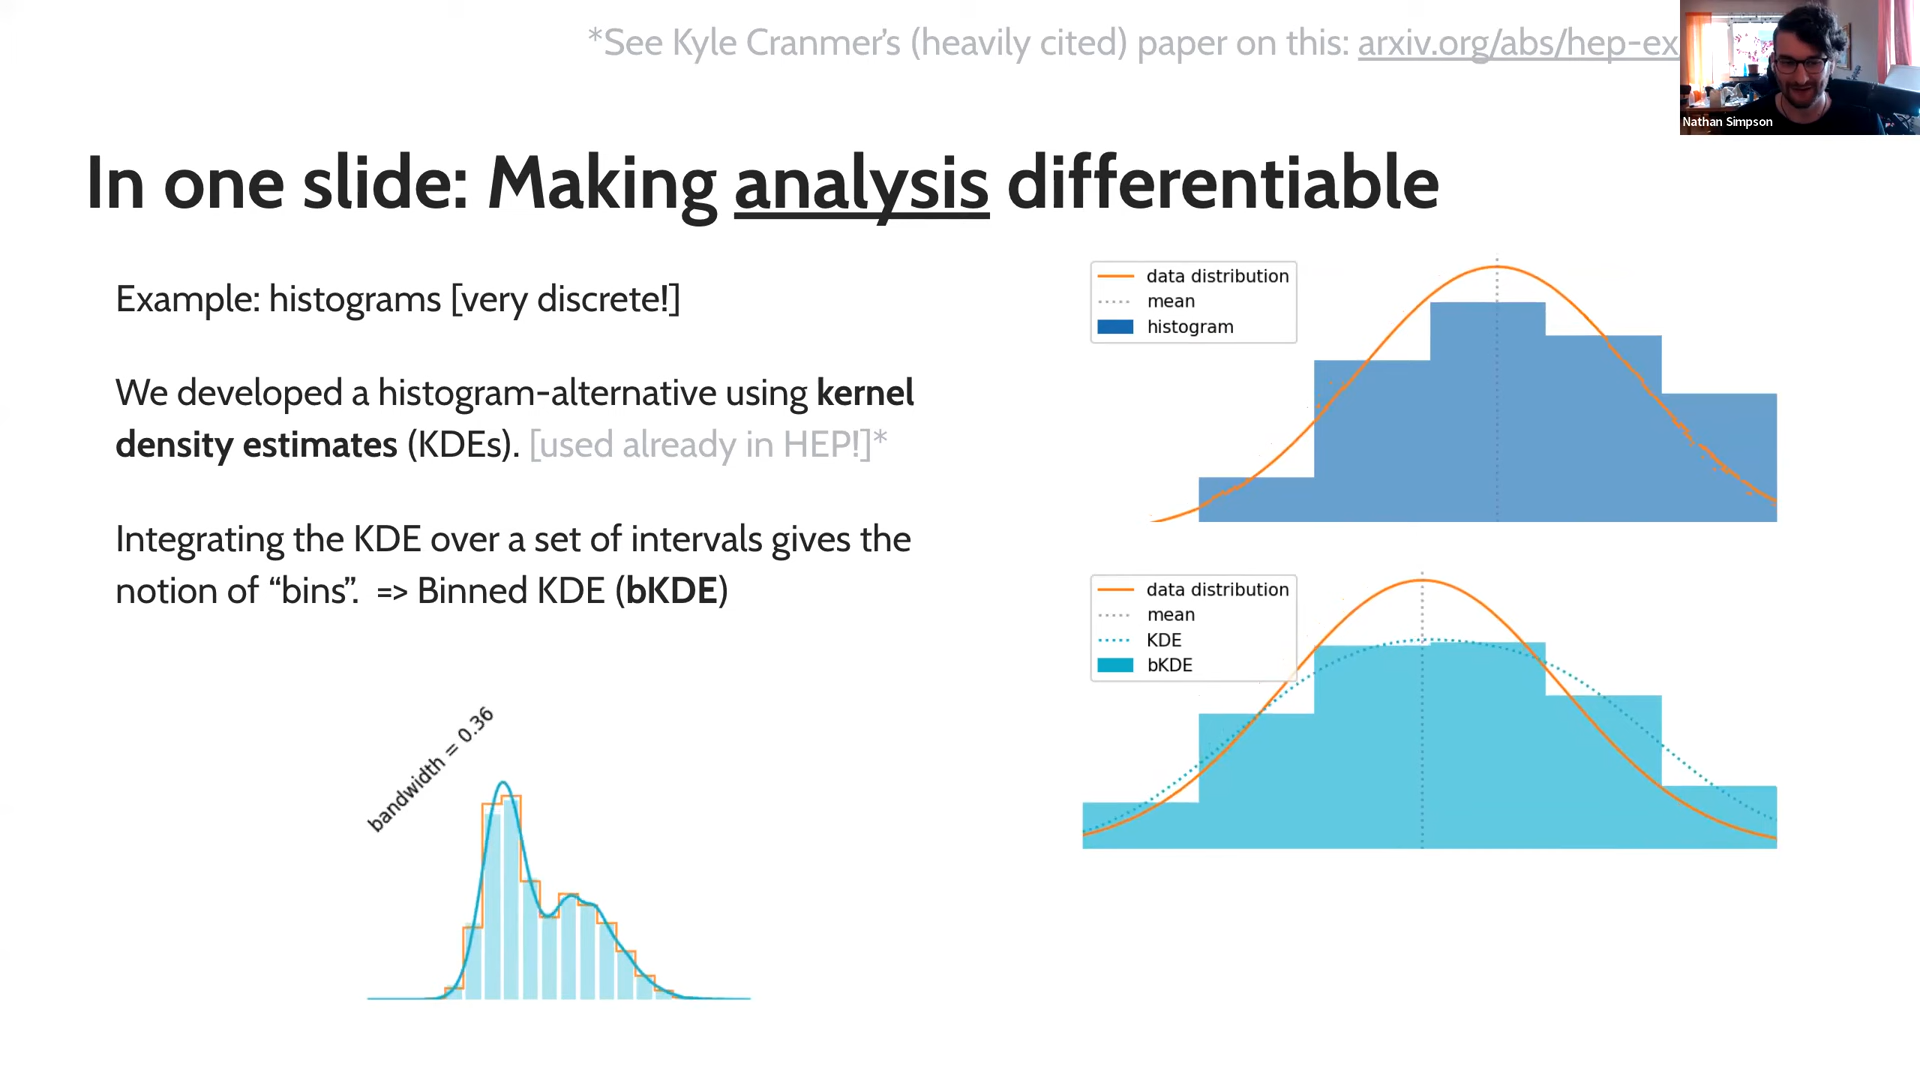 *See Kyle Cranmer's (heavily cited) paper on this: arxiv.org/abs/hep-ex
Nathan Simpson
In one slide: Making analysis differentiable
Example: histograms [very discrete!]
We developed a histogram-alternative using kernel
density estimates (KDEs). [used already in HEP!]*
Integrating the KDE over a set of intervals gives the
notion of “bins”. => Binned KDE (bKDE)
bandwidth = 0.36
data distribution
mean
histogram
data distribution
mean
KDE
bKDE